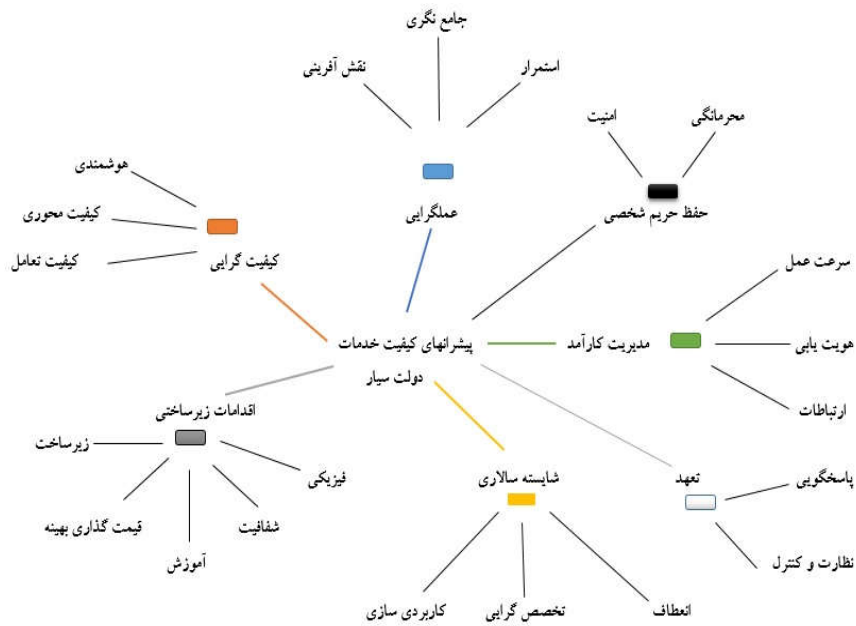 جامع نگری
نقش آفرینی
استمرار
عملگرایی
محرمانگی
امنیت
حفظ حریم شخصی
هوشمندی
کیفیت محوری
کیفیت تعامل
کیفیت گرایی
سرعت عمل
هویت یابی
ارتباطات
مدیریت کارآمد
پیشرانهای کیفیت خدمات
دولت سیار
اقدامات زیرساختی
زیرساخت
قیمت گذاری بهینه
آموزش
شفافیت
فیزیکی
شایسته سالاری
کاربردی سازی
تخصص گرایی
انعطاف
تعهد
پاسخگویی
نظارت و کنترل